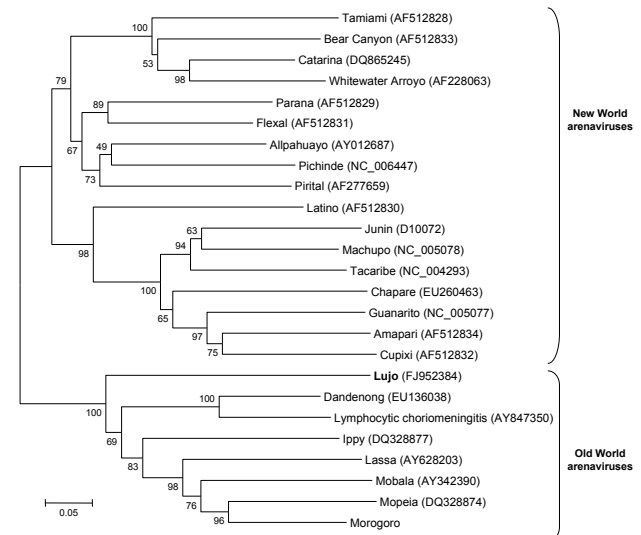 Tamiami (AF512828)
100
Bear Canyon (AF512833)
53
Catarina (DQ865245)
98
Whitewater Arroyo (AF228063)
79
Parana (AF512829)
89
Flexal (AF512831)
67
Allpahuayo (AY012687)
49
Pichinde (NC_006447)
73
Pirital (AF277659)
Latino (AF512830)
98
Junin (D10072)
63
Machupo (NC_005078)
94
Tacaribe (NC_004293)
100
Chapare (EU260463)
65
Guanarito (NC_005077)
97
Amapari (AF512834)
75
Cupixi (AF512832)
New World
arenaviruses
Lujo (FJ952384)
100
Dandenong (EU136038)
100
Lymphocytic choriomeningitis (AY847350)
69
Ippy (DQ328877)
83
Lassa (AY628203)
98
Mobala (AY342390)
76
Mopeia (DQ328874)
96
Morogoro
Old World
arenaviruses
0.05